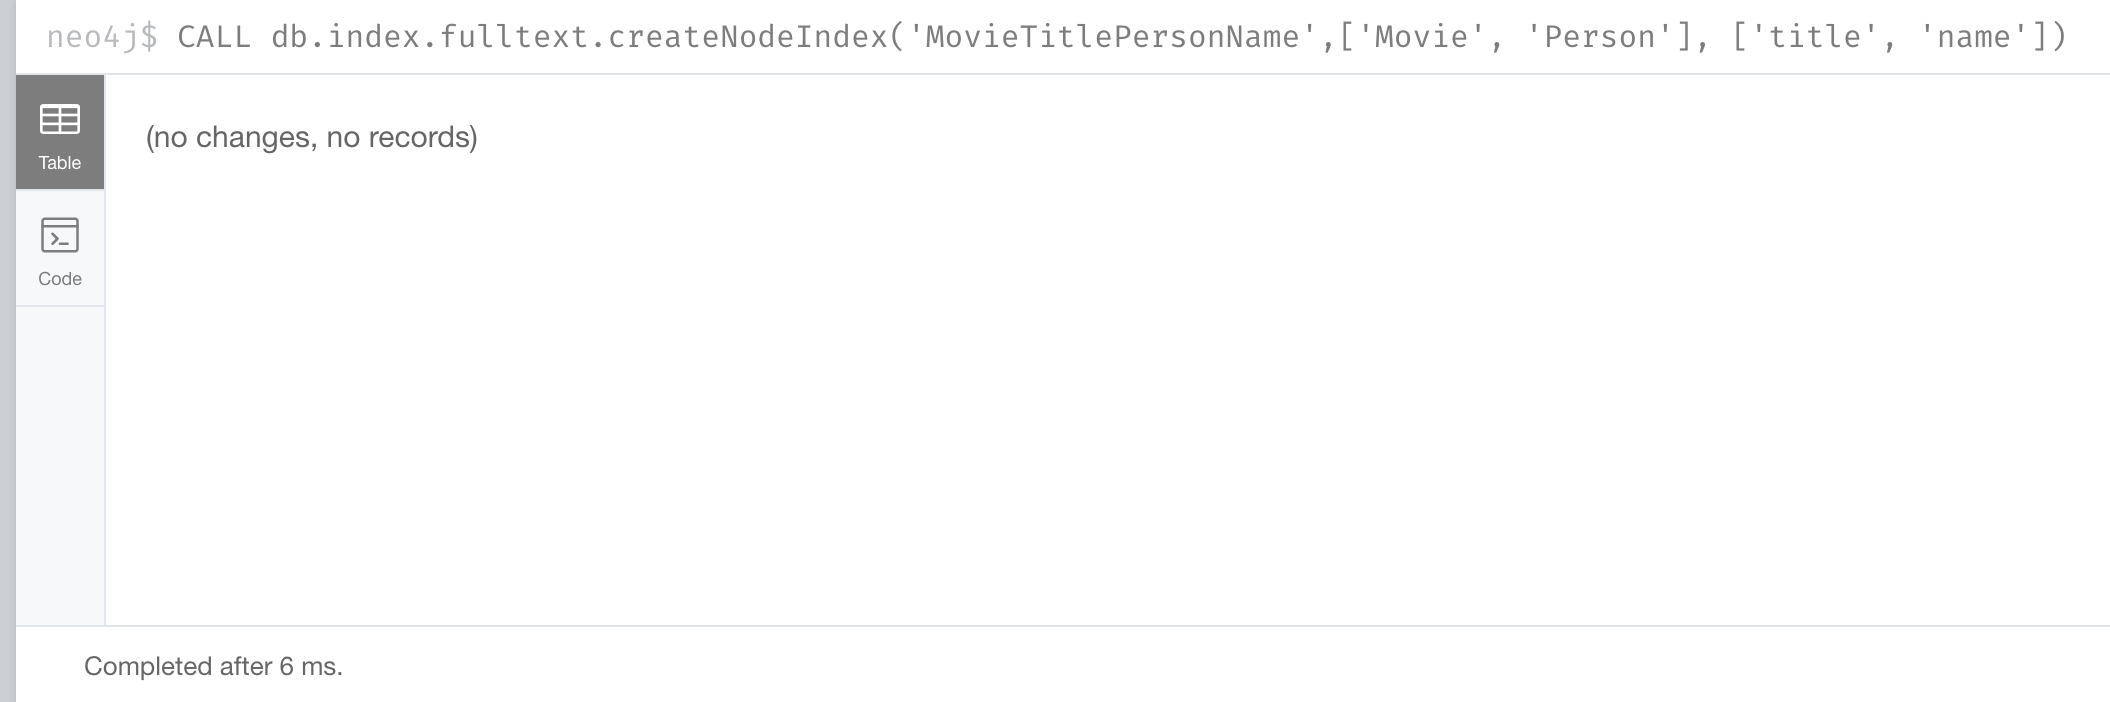 neo4j$ CALL db.index.fulltext.createNodeIndex('MovieTitlePersonName',['Movie', 'Person'], ['title', 'name'])
(no changes, no records)
Table
Code
Completed after 6 ms.